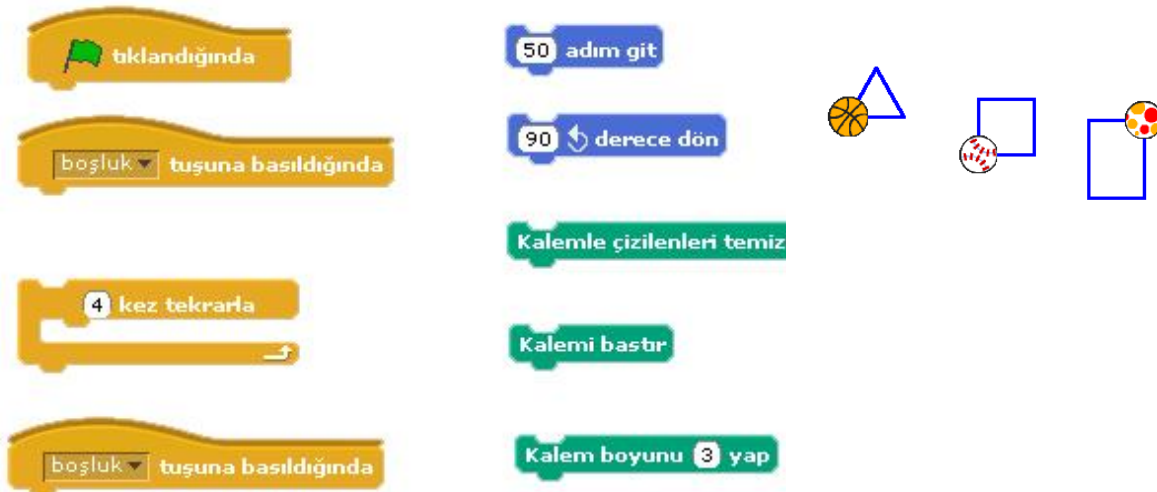 tıklandığında
boşluk tuşuna basıldığında
4 kez tekrarla
boşluk tuşuna basıldığında
50 adım git
90 derece dön
Kalemle çizilenleri temiz
Kalemi bastır
Kalem boyunu 3 yap